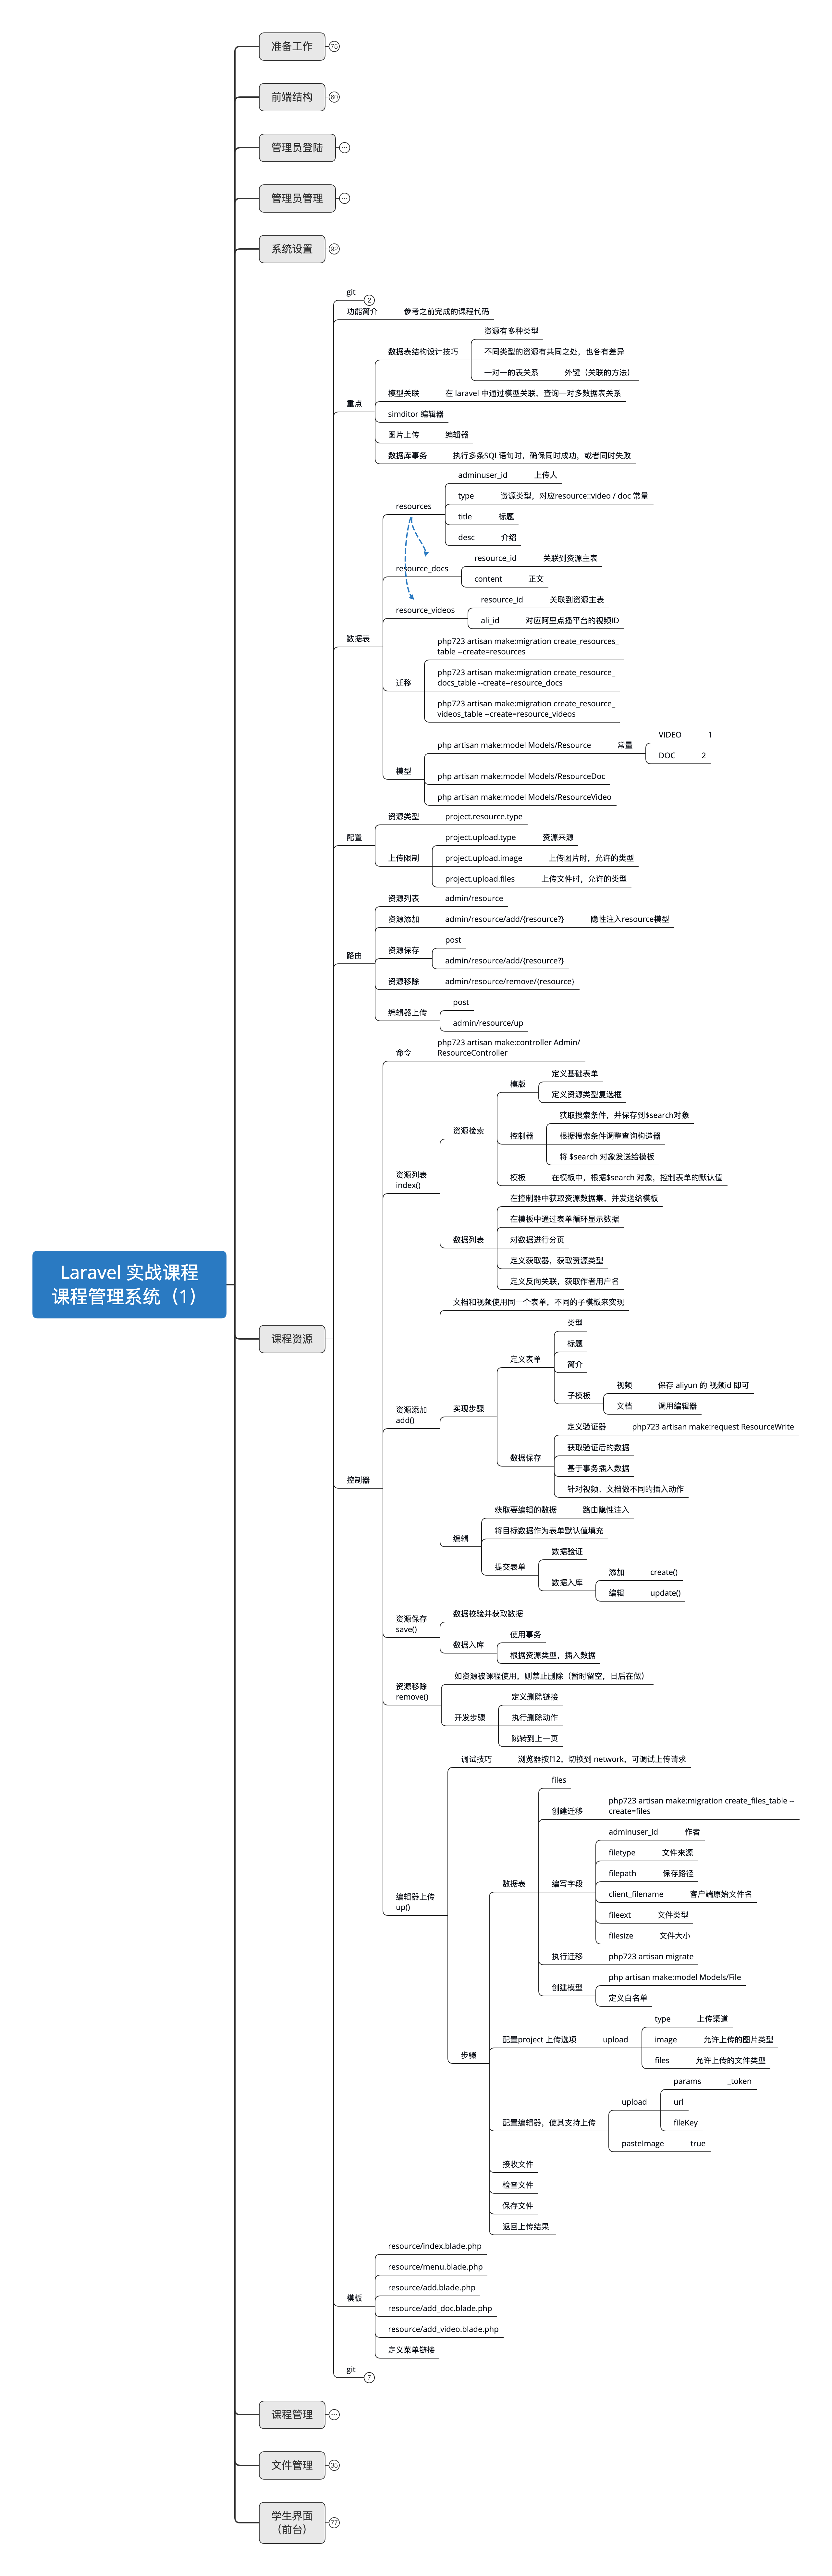 准备工作
75
前端结构
60
管理员登陆
...
管理员管理
...
系统设置
92
git
2
功能简介
参考之前完成的课程代码
资源有多种类型
数据表结构设计技巧
不同类型的资源有共同之处，也各有差异
一对一的表关系
外键（关联的方法）
重点
模型关联
在 laravel 中通过模型关联，查询一对多数据表关系
simditor 编辑器
图片上传
编辑器
数据库事务
执行多条SQL语句时，确保同时成功，或者同时失败
adminuser_id
上传人
type
资源类型，对应resource::video / doc 常量
resources
title
标题
desc
介绍
resource_id
关联到资源主表
resource_docs
content
正文
resource_id
关联到资源主表
resource_videos
ali_id
对应阿里点播平台的视频ID
数据表
php723 artisan make:migration create_resources_
table --create=resources
迁移
php723 artisan make:migration create_resource_
docs_table --create=resource_docs
php723 artisan make:migration create_resource_
videos_table --create=resource_videos
VIDEO
1
php artisan make:model Models/Resource
常量
DOC
2
模型
php artisan make:model Models/ResourceDoc
php artisan make:model Models/ResourceVideo
资源类型
project.resource.type
配置
project.upload.type
资源来源
上传限制
project.upload.image
上传图片时，允许的类型
project.upload.files
上传文件时，允许的类型
资源列表
admin/resource
资源添加
admin/resource/add/{resource?}
隐性注入resource模型
路由
post
资源保存
admin/resource/add/{resource?}
资源移除
admin/resource/remove/{resource}
post
编辑器上传
admin/resource/up
命令
php723 artisan make:controller Admin/
ResourceController
模版
定义基础表单
定义资源类型复选框
资源检索
获取搜索条件，并保存到$search对象
控制器
根据搜索条件调整查询构造器
将 $search 对象发送给模板
资源列表
index()
模板
在模板中，根据$search 对象，控制表单的默认值
在控制器中获取资源数据集，并发送给模板
在模板中通过表单循环显示数据
数据列表
对数据进行分页
定义获取器，获取资源类型
定义反向关联，获取作者用户名
Laravel 实战课程
课程管理系统（1）
课程资源
文档和视频使用同一个表单，不同的子模板来实现
类型
标题
定义表单
简介
视频
保存 aliyun 的 视频id 即可
子模板
文档
调用编辑器
资源添加
add()
实现步骤
定义验证器
php723 artisan make:request ResourceWrite
获取验证后的数据
数据保存
基于事务插入数据
针对视频、文档做不同的插入动作
控制器
获取要编辑的数据
路由隐性注入
将目标数据作为表单默认值填充
编辑
数据验证
提交表单
添加
create()
数据入库
编辑
update()
资源保存
save()
数据校验并获取数据
使用事务
数据入库
根据资源类型，插入数据
资源移除
remove()
如资源被课程使用，则禁止删除（暂时留空，日后在做）
定义删除链接
开发步骤
执行删除动作
跳转到上一页
调试技巧
浏览器按f12，切换到 network，可调试上传请求
files
创建迁移
php723 artisan make:migration create_files_table --
create=files
adminuser_id
作者
filetype
文件来源
filepath
保存路径
数据表
编写字段
client_filename
客户端原始文件名
编辑器上传
up()
fileext
文件类型
filesize
文件大小
执行迁移
php723 artisan migrate
php artisan make:model Models/File
创建模型
定义白名单
type
上传渠道
配置project 上传选项
upload
image
允许上传的图片类型
步骤
files
允许上传的文件类型
params
_token
upload
url
配置编辑器，使其支持上传
fileKey
pasteImage
true
接收文件
检查文件
保存文件
返回上传结果
resource/index.blade.php
resource/menu.blade.php
resource/add.blade.php
模板
resource/add_doc.blade.php
resource/add_video.blade.php
定义菜单链接
git
7
课程管理
...
文件管理
35
学生界面
（前台）
77